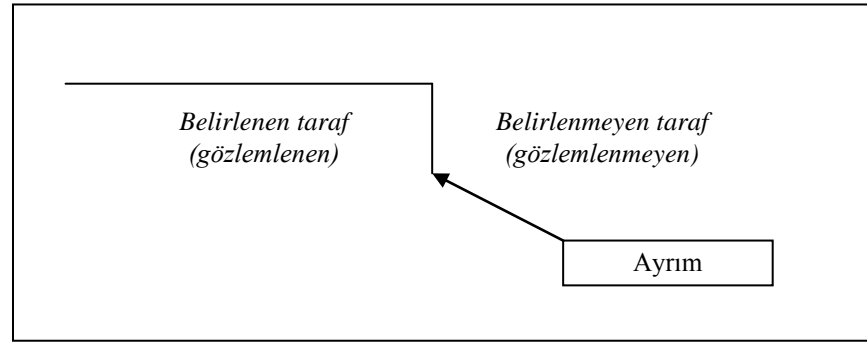 Belirlenen taraf
(gözlemlenen)
Belirlenmeyen taraf
(gözlemlenmeyen)
Ayrım